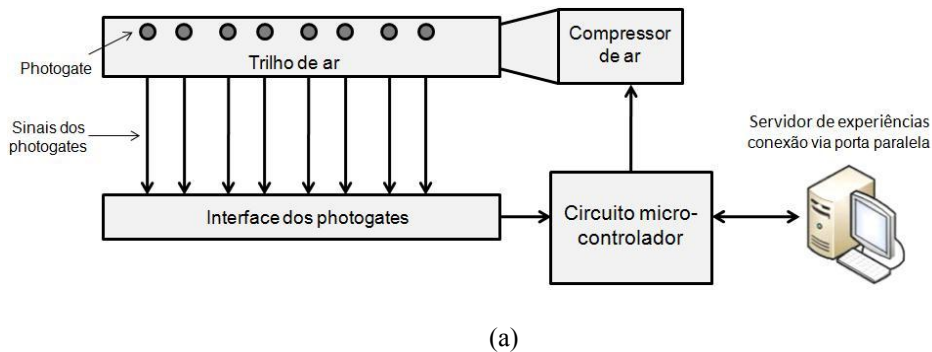 Photogate
Trilho de ar
Compressor
de ar
Sinais dos
photogates
Servidor de experiências
conexão via porta paralela
Interface dos photogates
Circuito micro-
controlador
(a)